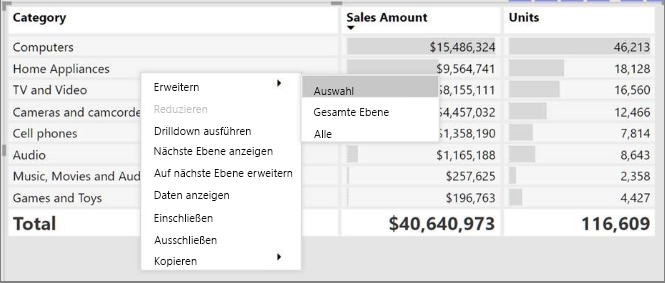 Category Sales Amount Units
Computers $15,486,324 46,213
Home Appliances $9,564,741 18,128
TV and Video $8,155,111 16,560
Cameras and camcorde $4,457,032 12,466
Cell phones $1,358,190 7,814
Audio $1,165,188 8,643
Music, Movies and Aud $257,625 2,358
Games and Toys $196,763 4,427
Total $40,640,973 116,609
Erweitern
Reduzieren
Drilldown ausführen
Nächste Ebene anzeigen
Auf nächste Ebene erweitern
Daten anzeigen
Einschließen
Ausschließen
Kopieren
Auswahl
Gesamte Ebene
Alle